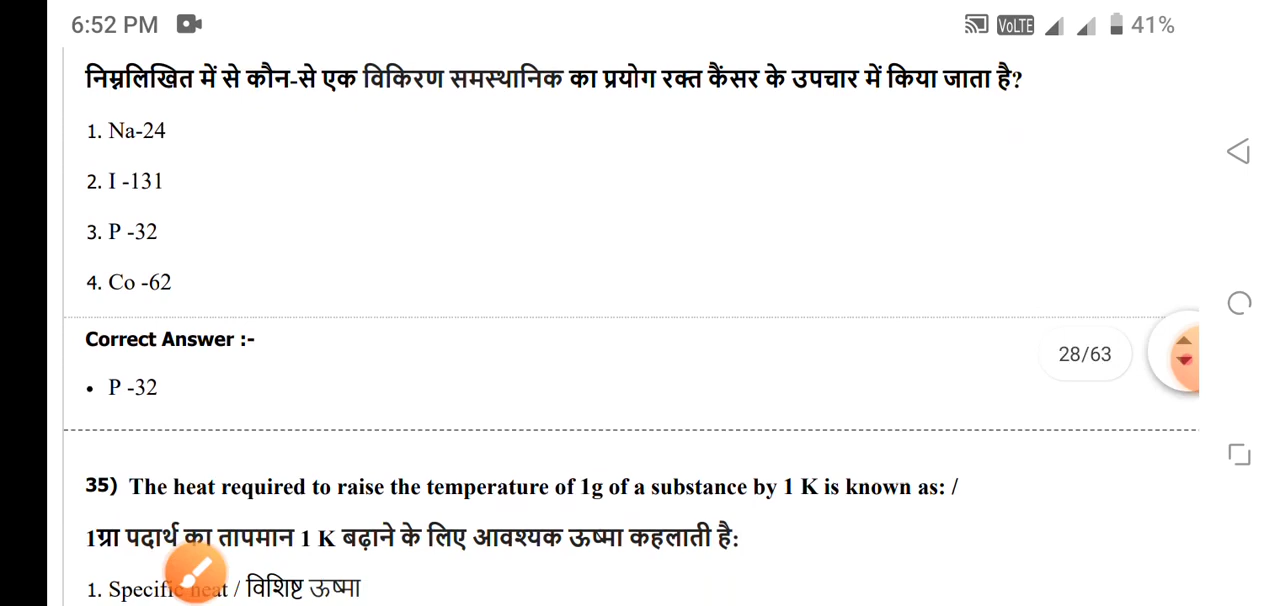 6:52 PM VoLTE 41%
निम्नलिखित में से कौन-से एक विकिरण समस्थानिक का प्रयोग रक्त कैंसर के उपचार में किया जाता है?
1. Na-24
2. I -131
3. P -32
4. Co -62
Correct Answer :-
28/63
• P -32
35) The heat required to raise the temperature of 1g of a substance by 1 K is known as: /
1ग्रा पदार्थ का तापमान 1 K बढ़ाने के लिए आवश्यक ऊष्मा कहलाती है:
1. Specific heat / विशिष्ट ऊष्मा